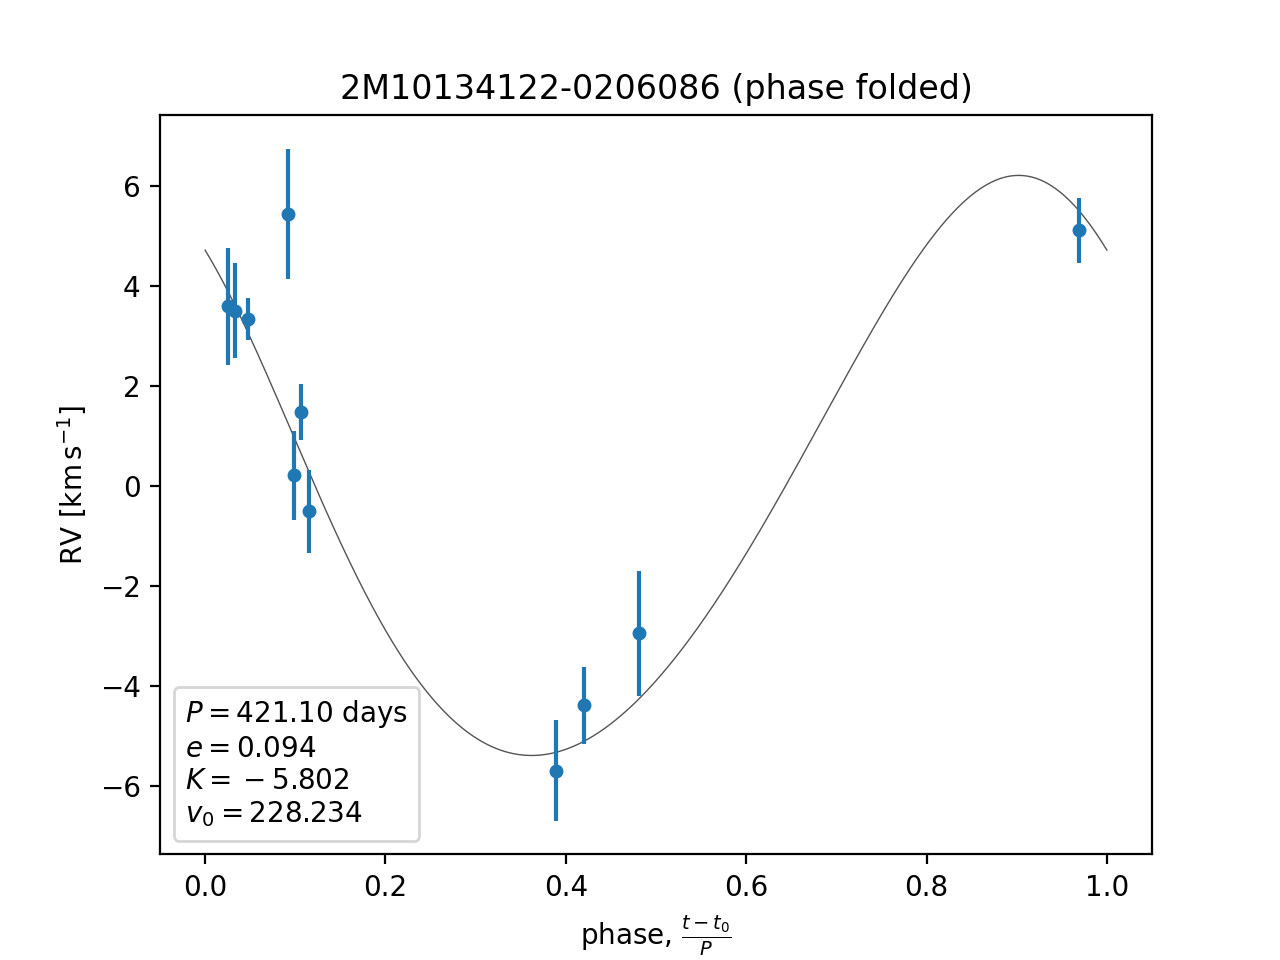 2M10134122-0206086 (phase folded)
6
4
2
0
−2
−4
−6
RV [km s⁻¹]
P = 421.10 days
e = 0.094
K = −5.802
v₀ = 228.234
0.0 0.2 0.4 0.6 0.8 1.0
phase, (t − t₀)/P